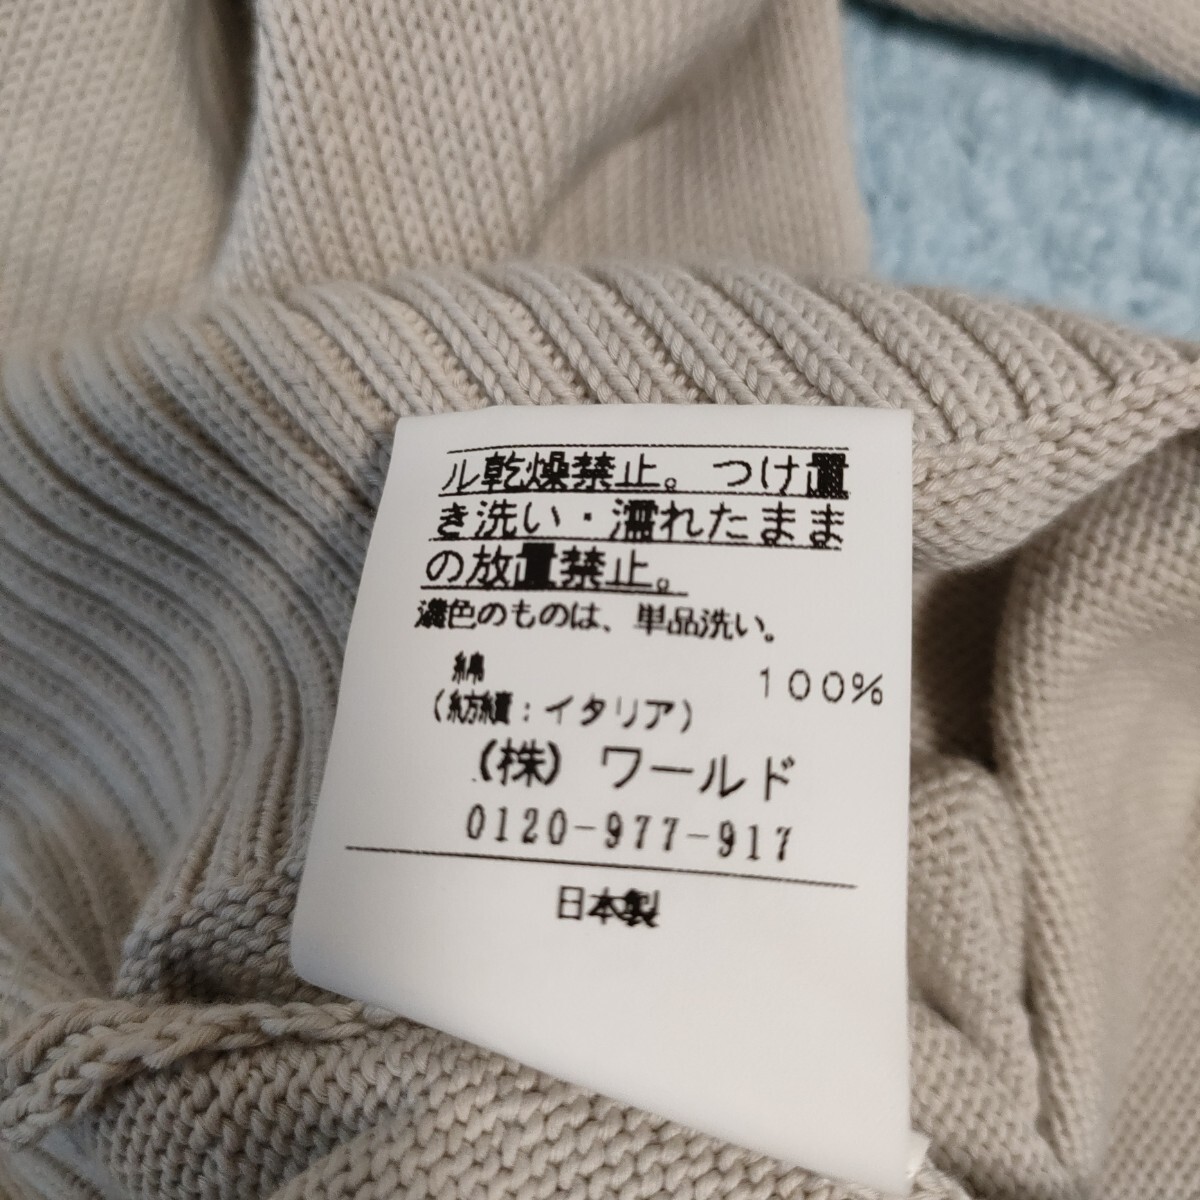 ル乾燥禁止。つけ置
き洗い・濡れたまま
の放置禁止。
濃色のものは、単品洗い。
綿 100%
(紡績:イタリア)
(株)ワールド
0120-977-917
日本製